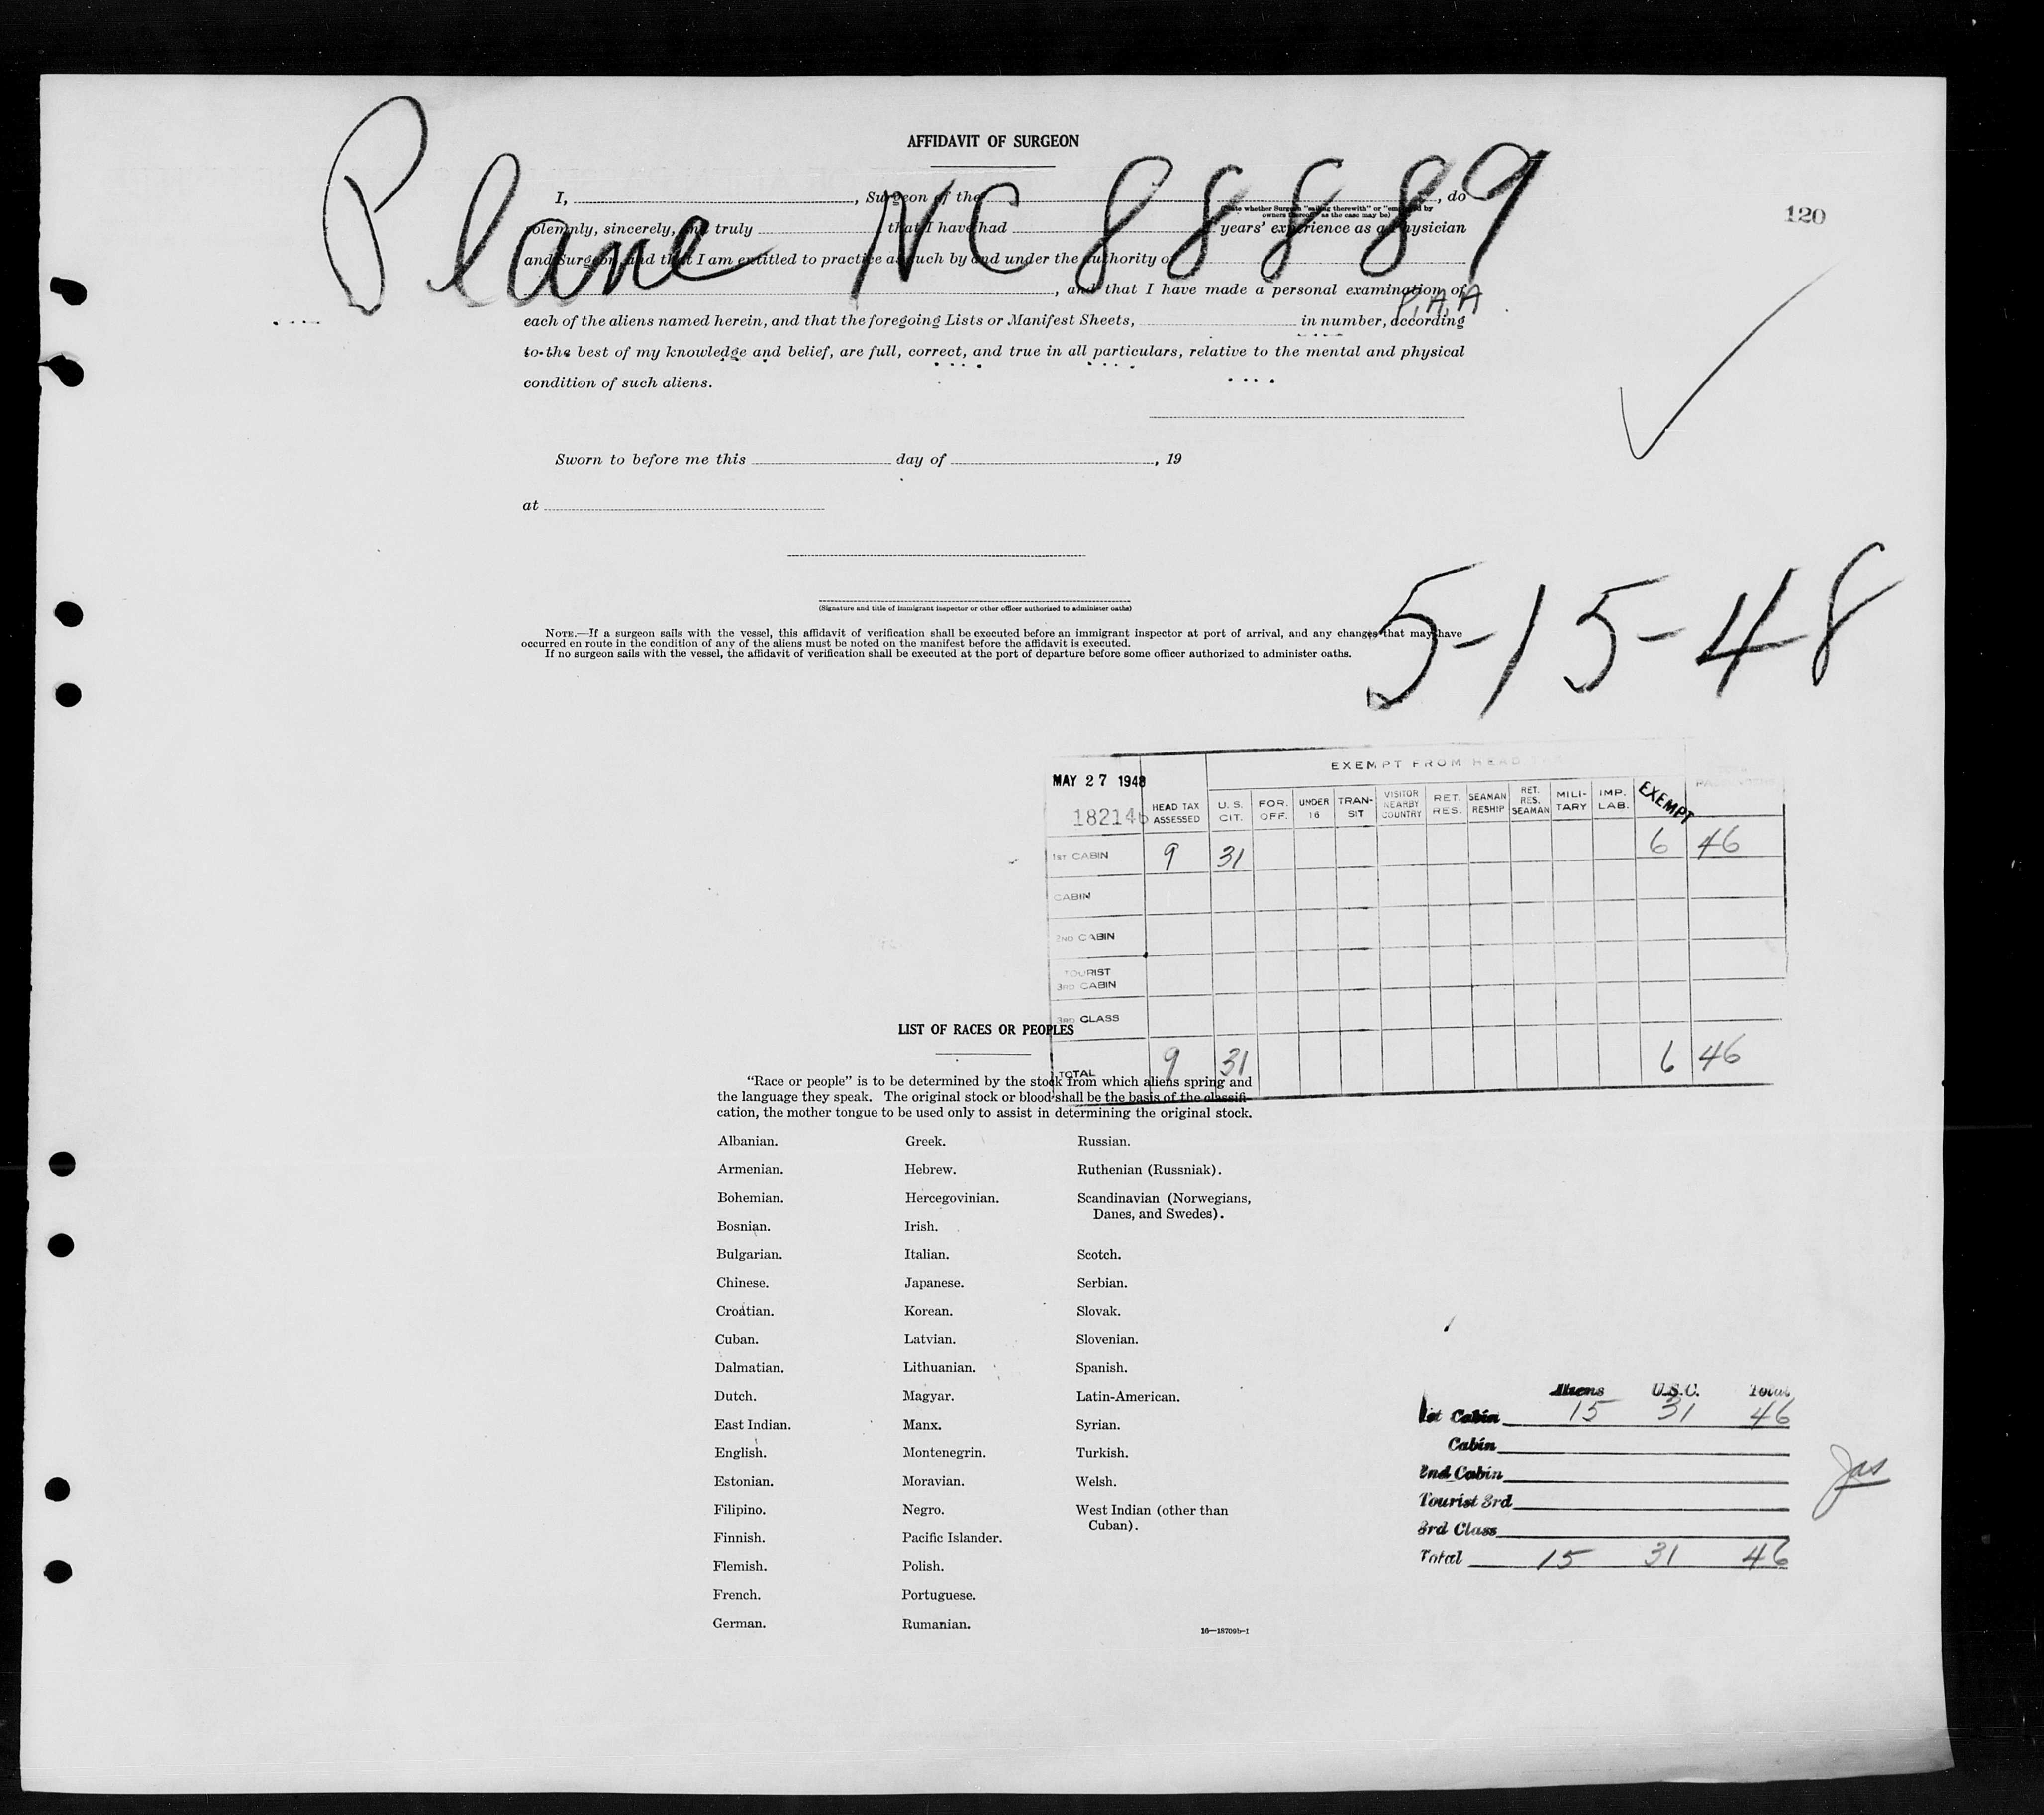 AFFIDAVIT OF SURGEON
Plane NC 88889
120
I, , Surgeon of the , do
owners thereof" as the case may be)
solemnly, sincerely, and truly that I have had years' experience as a Physician
and Surgeon, and that I am entitled to practice as such by and under the authority of
, and that I have made a personal examination of
P.A.A
each of the aliens named herein, and that the foregoing Lists or Manifest Sheets, in number, according
to the best of my knowledge and belief, are full, correct, and true in all particulars, relative to the mental and physical
condition of such aliens.
Sworn to before me this day of , 19
at
5-15-48
(Signature and title of immigrant inspector or other officer authorized to administer oaths)
NOTE.—If a surgeon sails with the vessel, this affidavit of verification shall be executed before an immigrant inspector at port of arrival, and any changes that may have
occurred en route in the condition of any of the aliens must be noted on the manifest before the affidavit is executed.
If no surgeon sails with the vessel, the affidavit of verification shall be executed at the port of departure before some officer authorized to administer oaths.
EXEMPT FROM HEAD TAX
MAY 27 1948
182146
HEAD TAX ASSESSED U. S. CIT. FOR. OFF. UNDER 16 TRAN-SIT VISITOR NEARBY COUNTRY RET. RES. SEAMAN RESHIP RET. RES. SEAMAN MILI-TARY IMP. LAB. EXEMPT
1ST CABIN 9 31 6 46
CABIN
2ND CABIN
TOURIST
3RD CABIN
3RD CLASS
TOTAL 9 31 6 46
LIST OF RACES OR PEOPLES
"Race or people" is to be determined by the stock from which aliens spring and
the language they speak. The original stock or blood shall be the basis of the classifi-
cation, the mother tongue to be used only to assist in determining the original stock.
Albanian.
Armenian.
Bohemian.
Bosnian.
Bulgarian.
Chinese.
Croatian.
Cuban.
Dalmatian.
Dutch.
East Indian.
English.
Estonian.
Filipino.
Finnish.
Flemish.
French.
German.
Greek.
Hebrew.
Hercegovinian.
Irish.
Italian.
Japanese.
Korean.
Latvian.
Lithuanian.
Magyar.
Manx.
Montenegrin.
Moravian.
Negro.
Pacific Islander.
Polish.
Portuguese.
Rumanian.
Russian.
Ruthenian (Russniak).
Scandinavian (Norwegians,
Danes, and Swedes).
Scotch.
Serbian.
Slovak.
Slovenian.
Spanish.
Latin-American.
Syrian.
Turkish.
Welsh.
West Indian (other than
Cuban).
16—18709b-1
Aliens U.S.C. Total
1st Cabin 15 31 46
Cabin
2nd Cabin
Tourist 3rd
3rd Class
Total 15 31 46
Jas